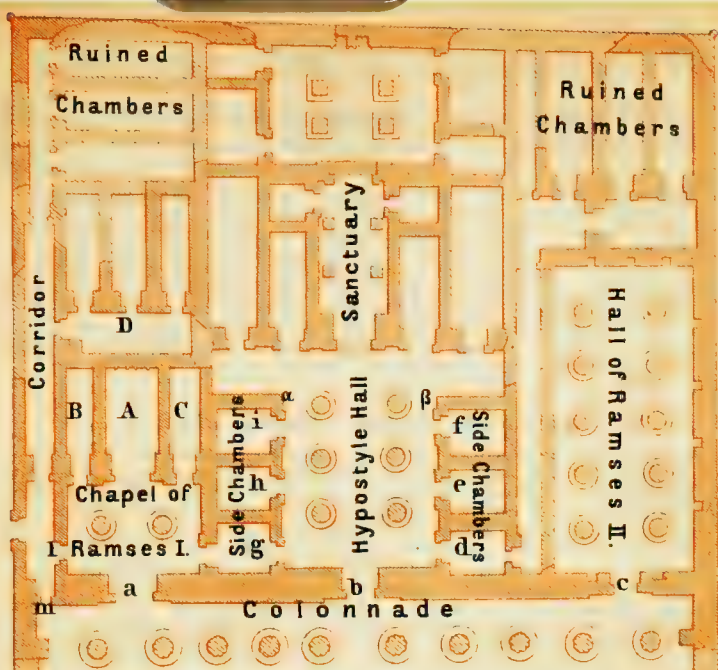 Ruined
Chambers
Ruined
Chambers
Sanctuary
Corridor
Hall of Ramses II.
D
B A C
α β
Side Chambers
i
h
g
Hypostyle Hall
f
e
d
Side Chambers
Chapel of
Ramses I.
l
m
a
b
c
Colonnade